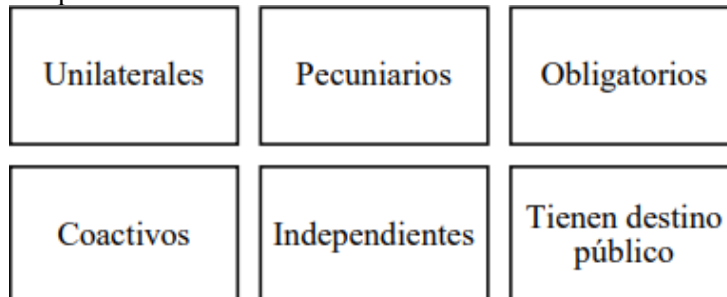 Unilaterales
Pecuniarios
Obligatorios
Coactivos
Independientes
Tienen destino
público